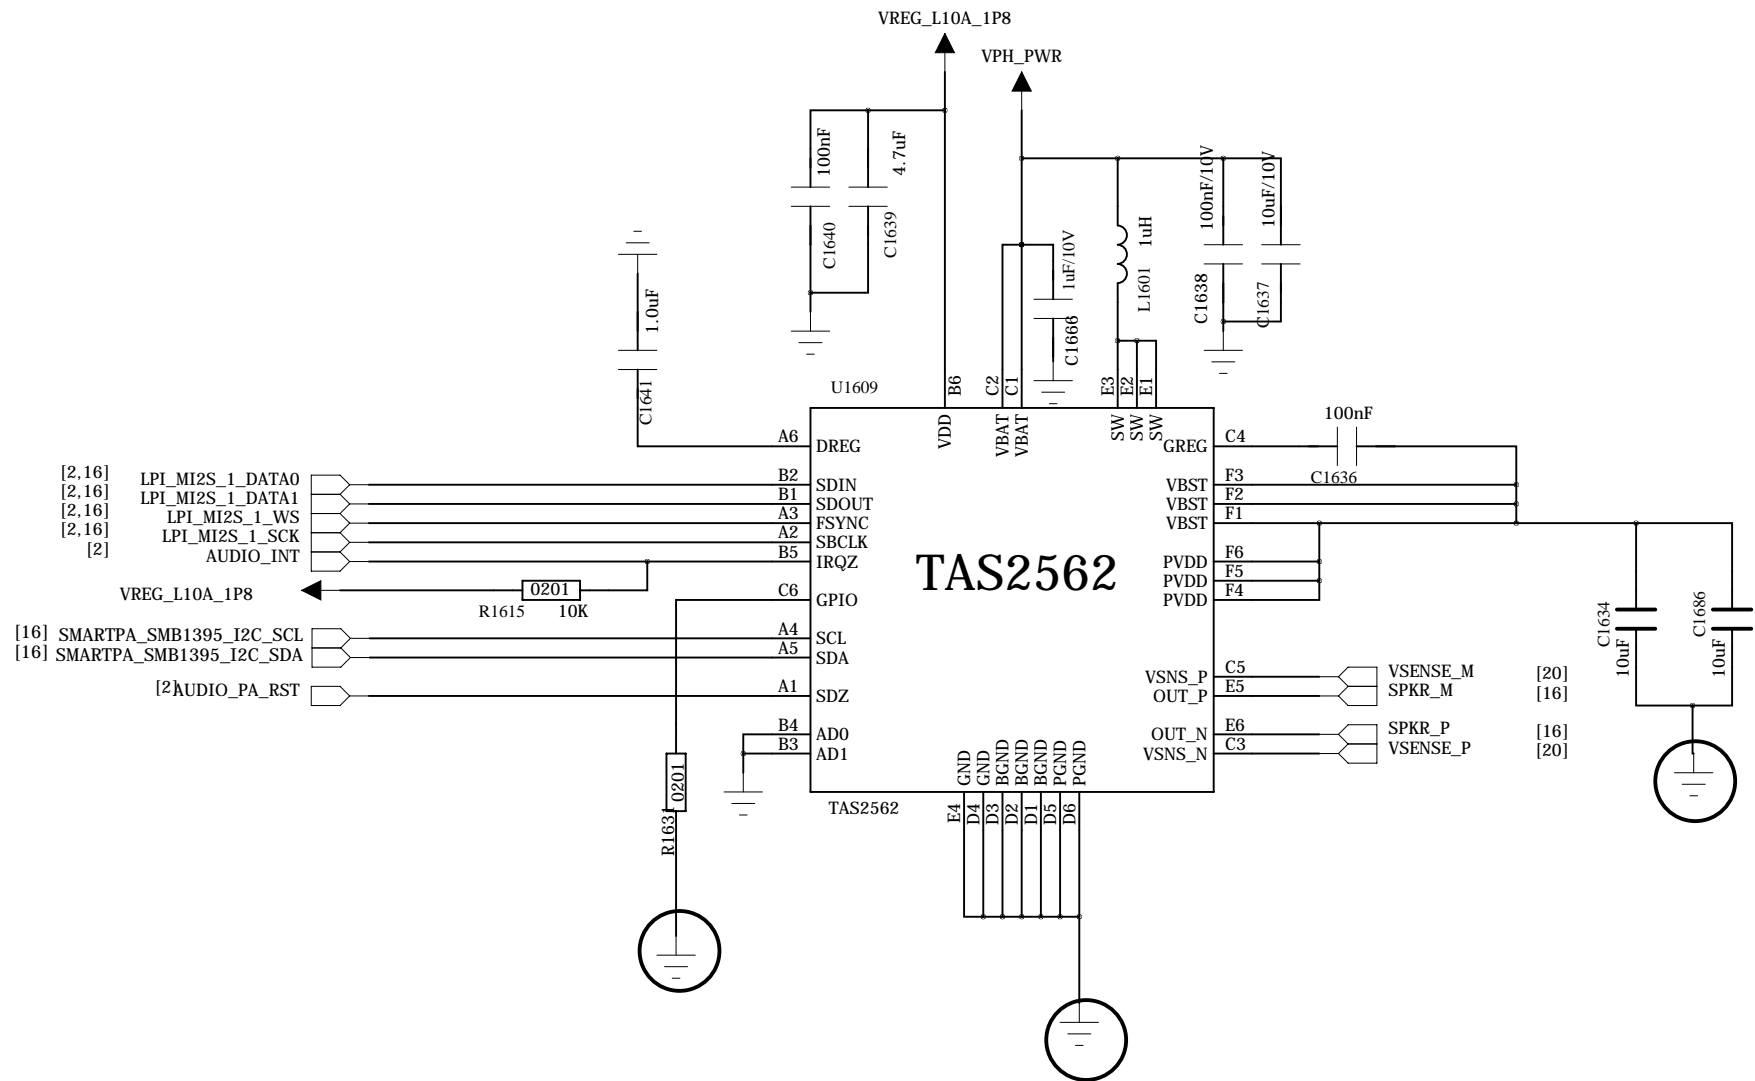 VREG_L10A_1P8
VPH_PWR
100nF
4.7uF
C1640
C1639
1uF/10V
1uH
L1601
100nF/10V
10uF/10V
C1638
C1637
C1666
1.0uF
C1641
U1609
B6
C2
C1
E3
E2
E1
VDD
VBAT
VBAT
SW
SW
SW
A6 DREG
GREG C4
100nF
C1636
[2,16] LPI_MI2S_1_DATA0 B2 SDIN
[2,16] LPI_MI2S_1_DATA1 B1 SDOUT
[2,16] LPI_MI2S_1_WS A3 FSYNC
[2,16] LPI_MI2S_1_SCK A2 SBCLK
[2] AUDIO_INT B5 IRQZ
VREG_L10A_1P8
0201
R1615 10K
C6 GPIO
[16] SMARTPA_SMB1395_I2C_SCL A4 SCL
[16] SMARTPA_SMB1395_I2C_SDA A5 SDA
[2]AUDIO_PA_RST A1 SDZ
B4 AD0
B3 AD1
TAS2562
VBST F3
VBST F2
VBST F1
PVDD F6
PVDD F5
PVDD F4
VSNS_P C5 VSENSE_M [20]
OUT_P E5 SPKR_M [16]
OUT_N E6 SPKR_P [16]
VSNS_N C3 VSENSE_P [20]
C1634
10uF
C1686
10uF
GND
GND
BGND
BGND
BGND
PGND
PGND
TAS2562
E4
D4
D3
D2
D1
D5
D6
R1631
0201